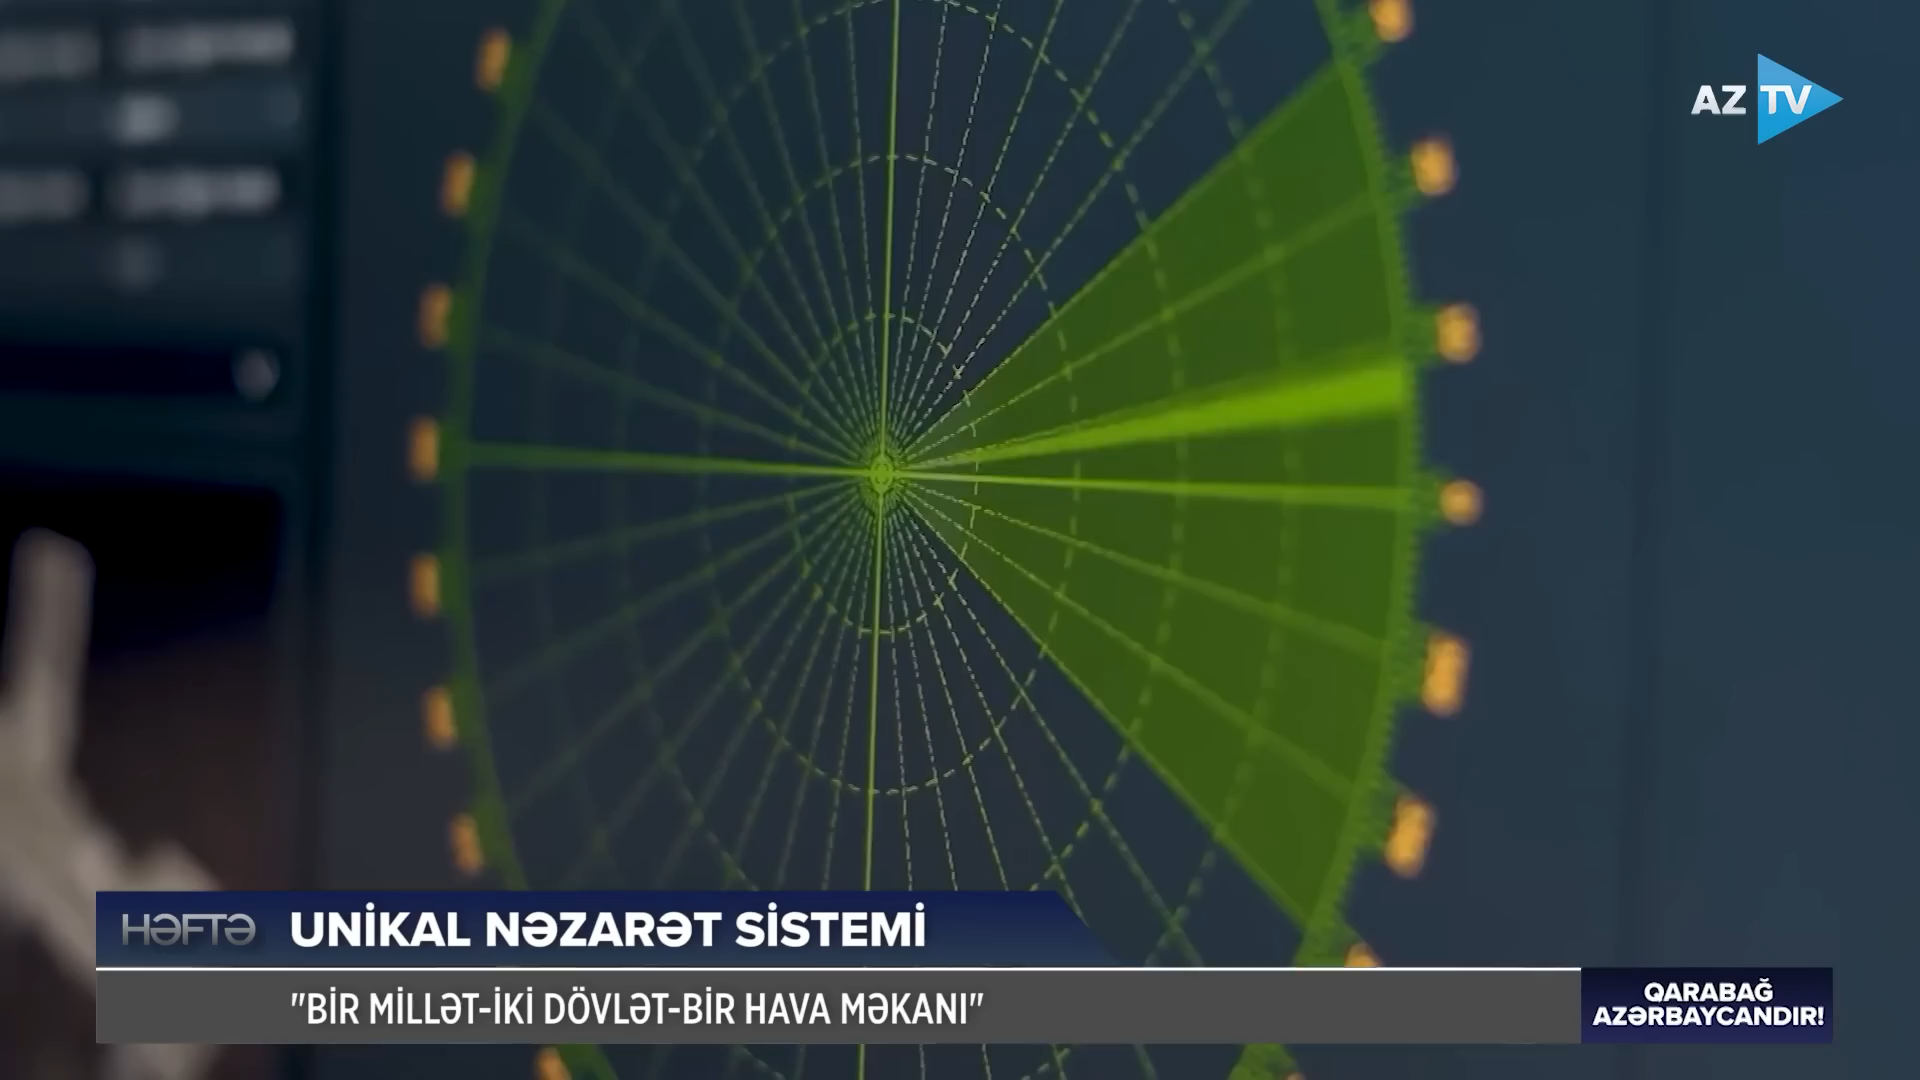 AZ TV
HƏFTƏ
UNİKAL NƏZARƏT SİSTEMİ
"BİR MİLLƏT-İKİ DÖVLƏT-BİR HAVA MƏKANI"
QARABAĞ
AZƏRBAYCANDIR!